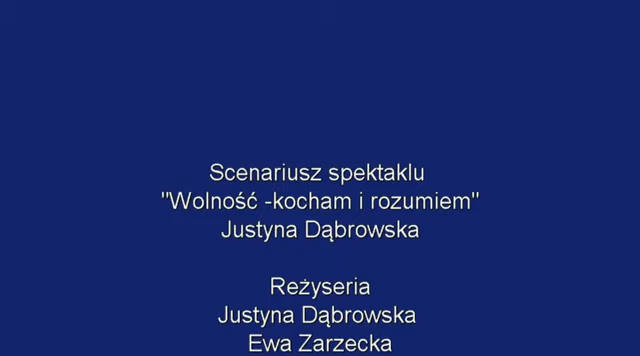 Scenariusz spektaklu
"Wolność -kocham i rozumiem"
Justyna Dąbrowska
Reżyseria
Justyna Dąbrowska
Ewa Zarzecka